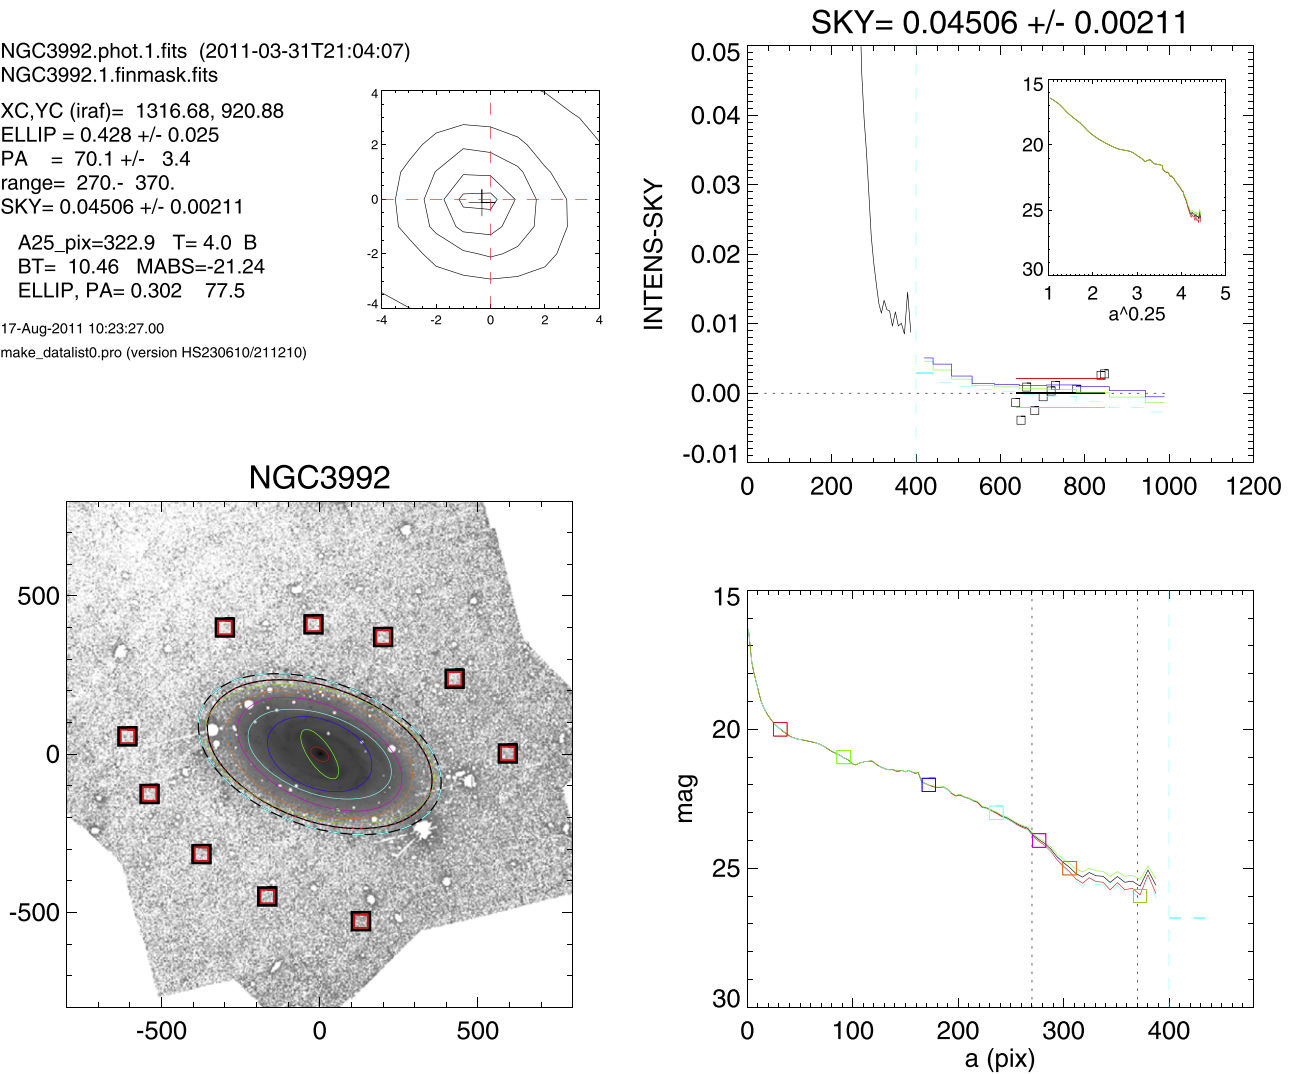 NGC3992.phot.1.fits (2011-03-31T21:04:07)
NGC3992.1.finmask.fits
XC,YC (iraf)= 1316.68, 920.88
ELLIP = 0.428 +/- 0.025
PA = 70.1 +/- 3.4
range= 270.- 370.
SKY= 0.04506 +/- 0.00211
A25_pix=322.9 T= 4.0 B
BT= 10.46 MABS=-21.24
ELLIP, PA= 0.302 77.5
17-Aug-2011 10:23:27.00
make_datalist0.pro (version HS230610/211210)
4
2
0
-2
-4
-4 -2 0 2 4
SKY= 0.04506 +/- 0.00211
INTENS-SKY
0.05
0.04
0.03
0.02
0.01
0.00
-0.01
0 200 400 600 800 1000 1200
15
20
25
30
1 2 3 4 5
a^0.25
NGC3992
500
0
-500
-500 0 500
mag
15
20
25
30
0 100 200 300 400
a (pix)